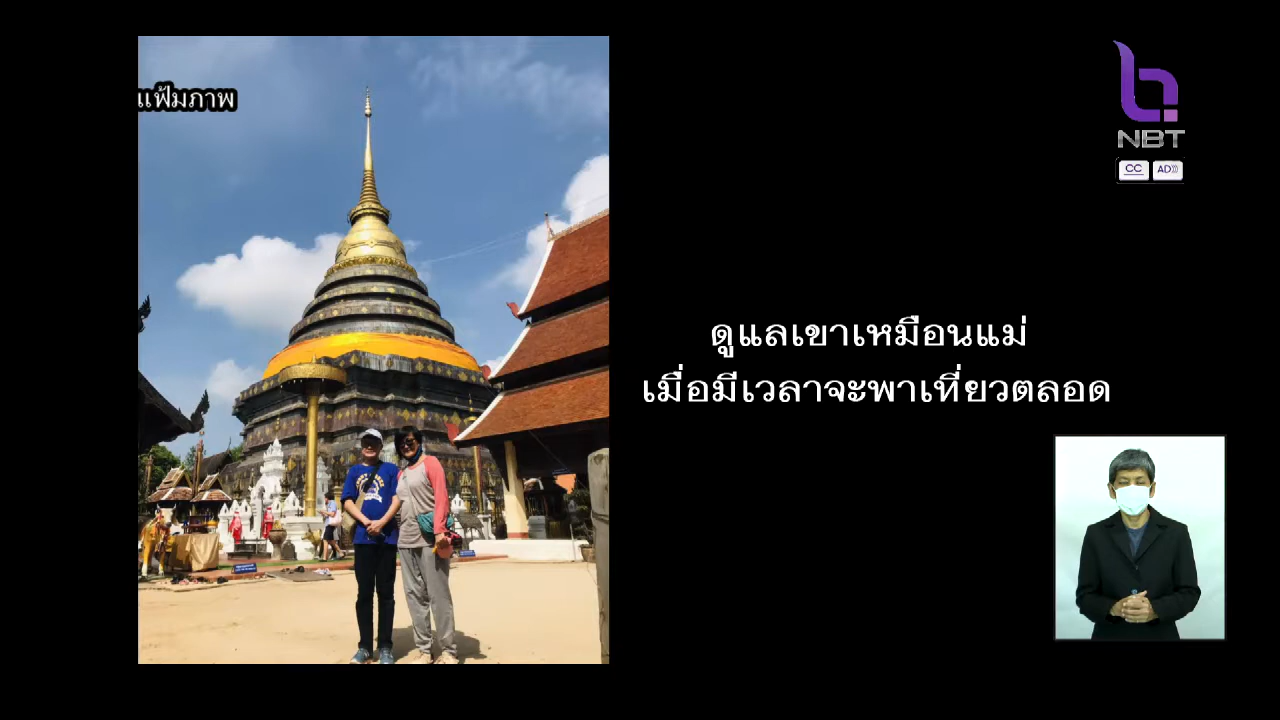 แฟ้มภาพ
NBT
CC AD
ดูแลเขาเหมือนแม่
เมื่อมีเวลาจะพาเที่ยวตลอด